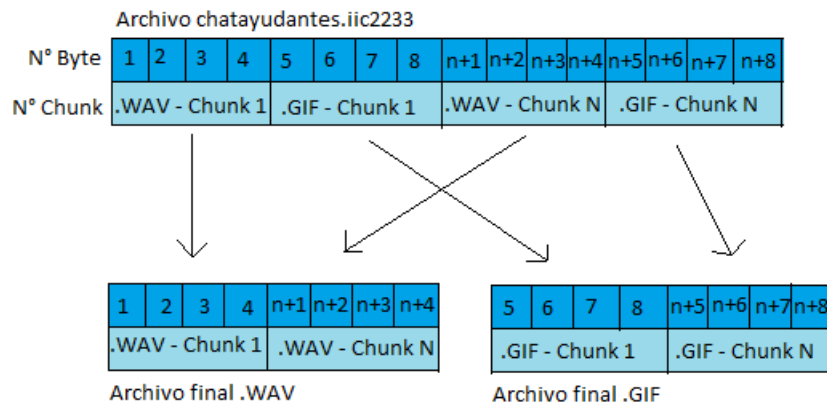 Archivo chatayudantes.iic2233
N° Byte 1 2 3 4 5 6 7 8 n+1 n+2 n+3 n+4 n+5 n+6 n+7 n+8
N° Chunk .WAV - Chunk 1 .GIF - Chunk 1 .WAV - Chunk N .GIF - Chunk N
1 2 3 4 n+1 n+2 n+3 n+4
.WAV - Chunk 1 .WAV - Chunk N
Archivo final .WAV
5 6 7 8 n+5 n+6 n+7 n+8
.GIF - Chunk 1 .GIF - Chunk N
Archivo final .GIF